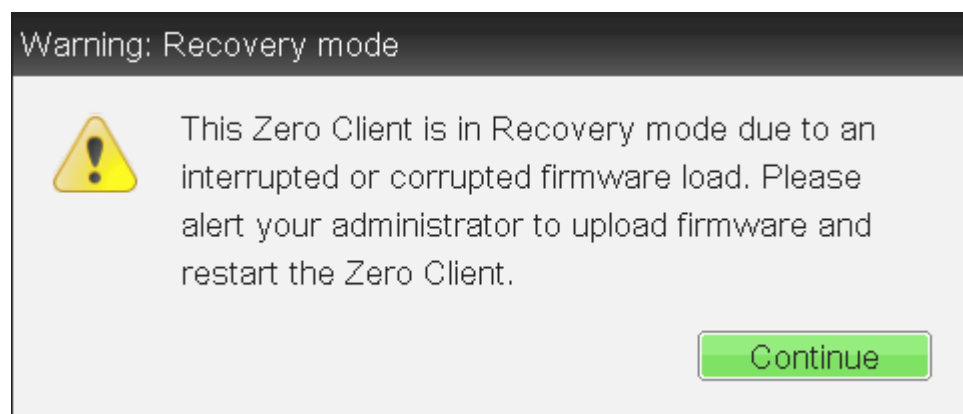 Warning: Recovery mode
This Zero Client is in Recovery mode due to an
interrupted or corrupted firmware load. Please
alert your administrator to upload firmware and
restart the Zero Client.
Continue